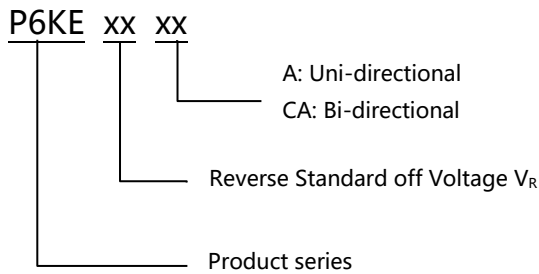 P6KE xx xx
A: Uni-directional
CA: Bi-directional
Reverse Standard off Voltage VR
Product series